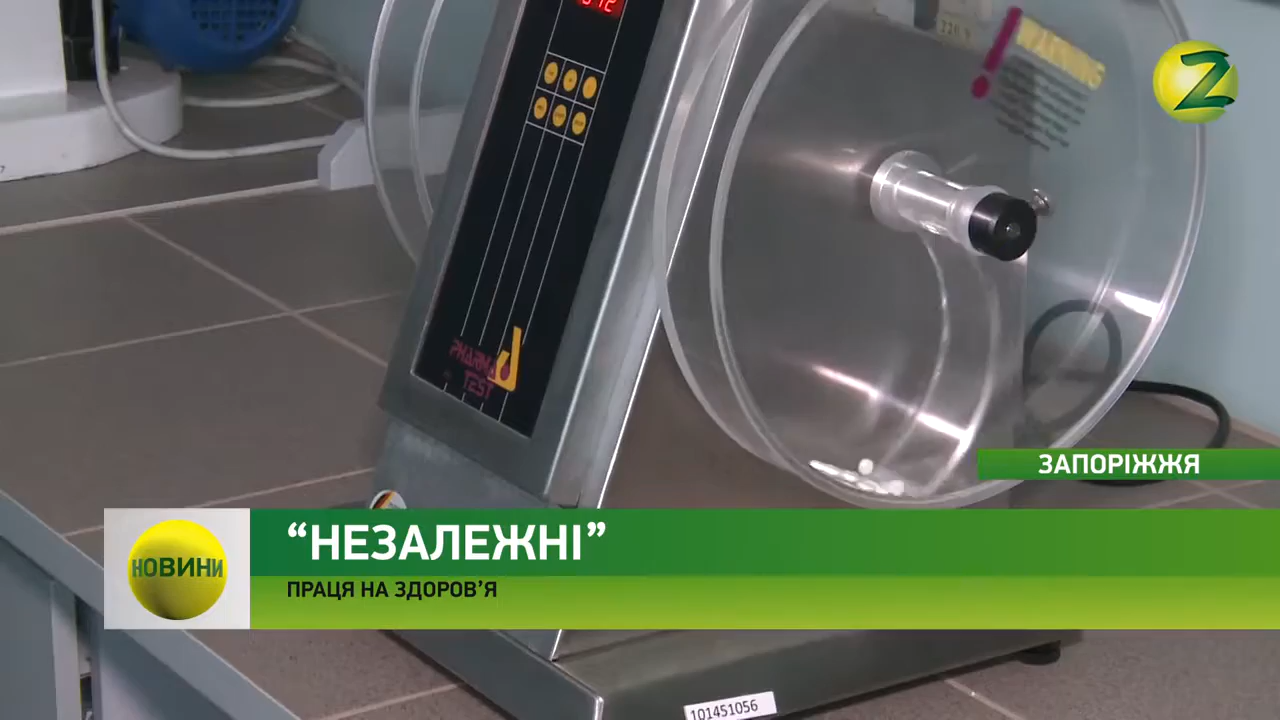 WARNING
Z
PHARMA
TEST
ЗАПОРІЖЖЯ
“НЕЗАЛЕЖНІ”
НОВИНИ
ПРАЦЯ НА ЗДОРОВ’Я
101451056